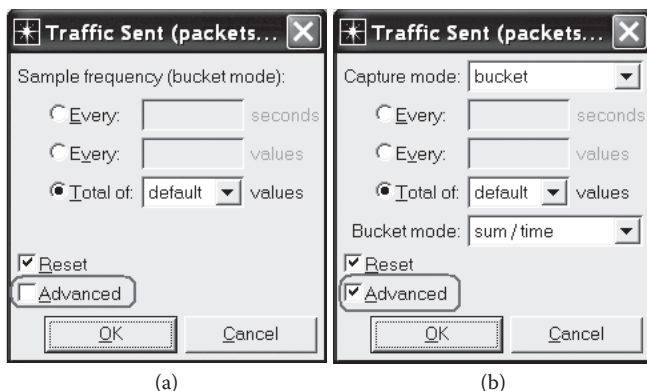 Traffic Sent (packets...
Sample frequency (bucket mode):
Every: seconds
Every: values
Total of: default values
Reset
Advanced
OK Cancel
(a)
Traffic Sent (packets...
Capture mode: bucket
Every: seconds
Every: values
Total of: default values
Bucket mode: sum / time
Reset
Advanced
OK Cancel
(b)